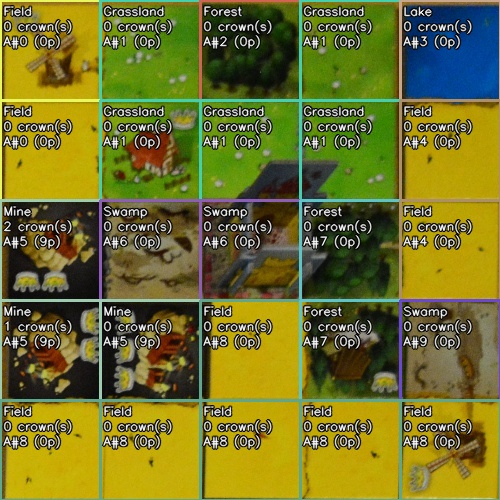 Field
0 crown(s)
A#0 (0p)
Grassland
0 crown(s)
A#1 (0p)
Forest
0 crown(s)
A#2 (0p)
Grassland
0 crown(s)
A#1 (0p)
Lake
0 crown(s)
A#3 (0p)
Field
0 crown(s)
A#0 (0p)
Grassland
0 crown(s)
A#1 (0p)
Grassland
0 crown(s)
A#1 (0p)
Grassland
0 crown(s)
A#1 (0p)
Field
0 crown(s)
A#4 (0p)
Mine
2 crown(s)
A#5 (9p)
Swamp
0 crown(s)
A#6 (0p)
Swamp
0 crown(s)
A#6 (0p)
Forest
0 crown(s)
A#7 (0p)
Field
0 crown(s)
A#4 (0p)
Mine
1 crown(s)
A#5 (9p)
Mine
0 crown(s)
A#5 (9p)
Field
0 crown(s)
A#8 (0p)
Forest
0 crown(s)
A#7 (0p)
Swamp
0 crown(s)
A#9 (0p)
Field
0 crown(s)
A#8 (0p)
Field
0 crown(s)
A#8 (0p)
Field
0 crown(s)
A#8 (0p)
Field
0 crown(s)
A#8 (0p)
Field
0 crown(s)
A#8 (0p)